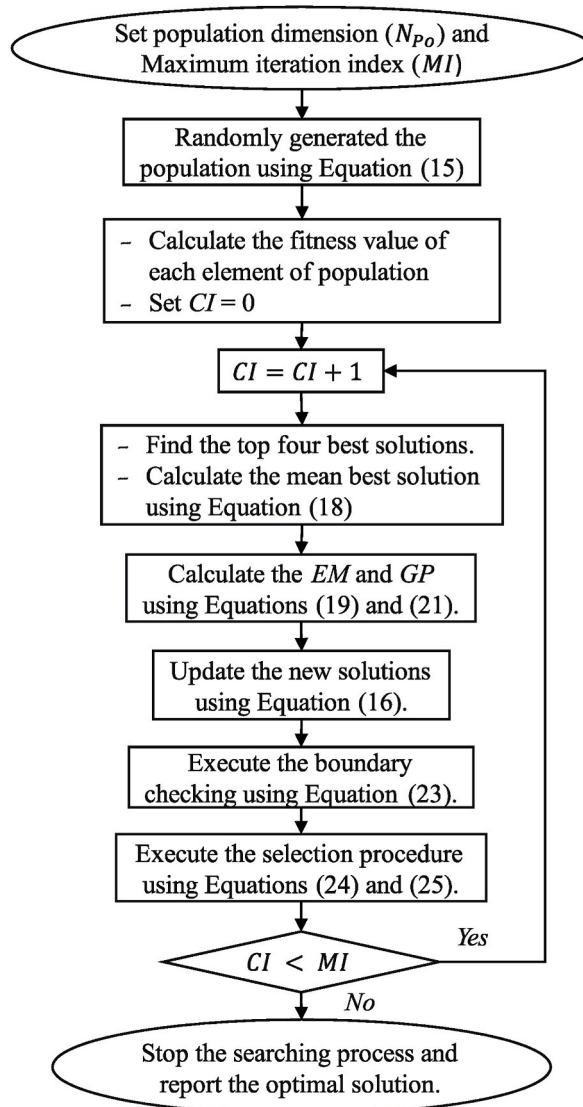 Set population dimension (N_Po) and
Maximum iteration index (MI)
Randomly generated the
population using Equation (15)
- Calculate the fitness value of
each element of population
- Set CI = 0
CI = CI + 1
- Find the top four best solutions.
- Calculate the mean best solution
using Equation (18)
Calculate the EM and GP
using Equations (19) and (21).
Update the new solutions
using Equation (16).
Execute the boundary
checking using Equation (23).
Execute the selection procedure
using Equations (24) and (25).
Yes
CI < MI
No
Stop the searching process and
report the optimal solution.